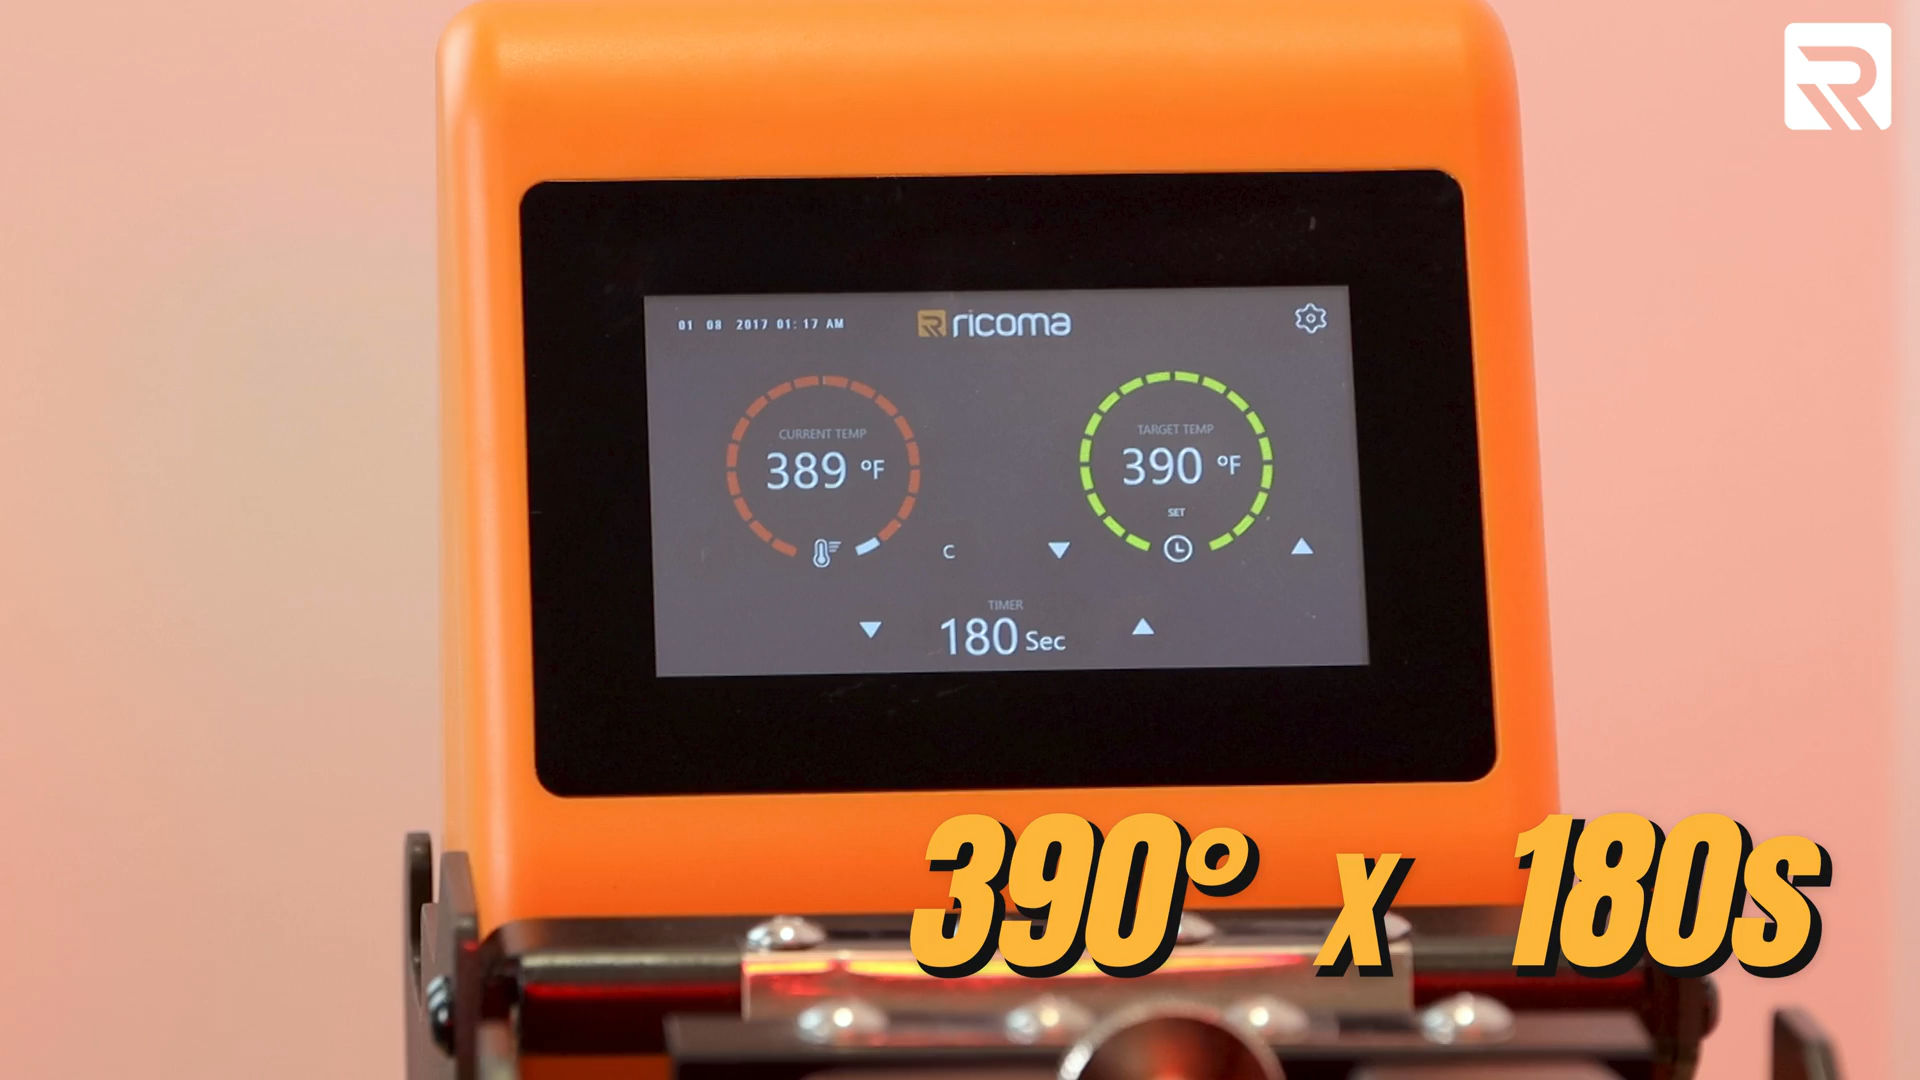 01 08 2017 01:17 AM
ricoma
CURRENT TEMP
389 °F
TARGET TEMP
390 °F
SET
C
TIMER
180 Sec
390° x 180s